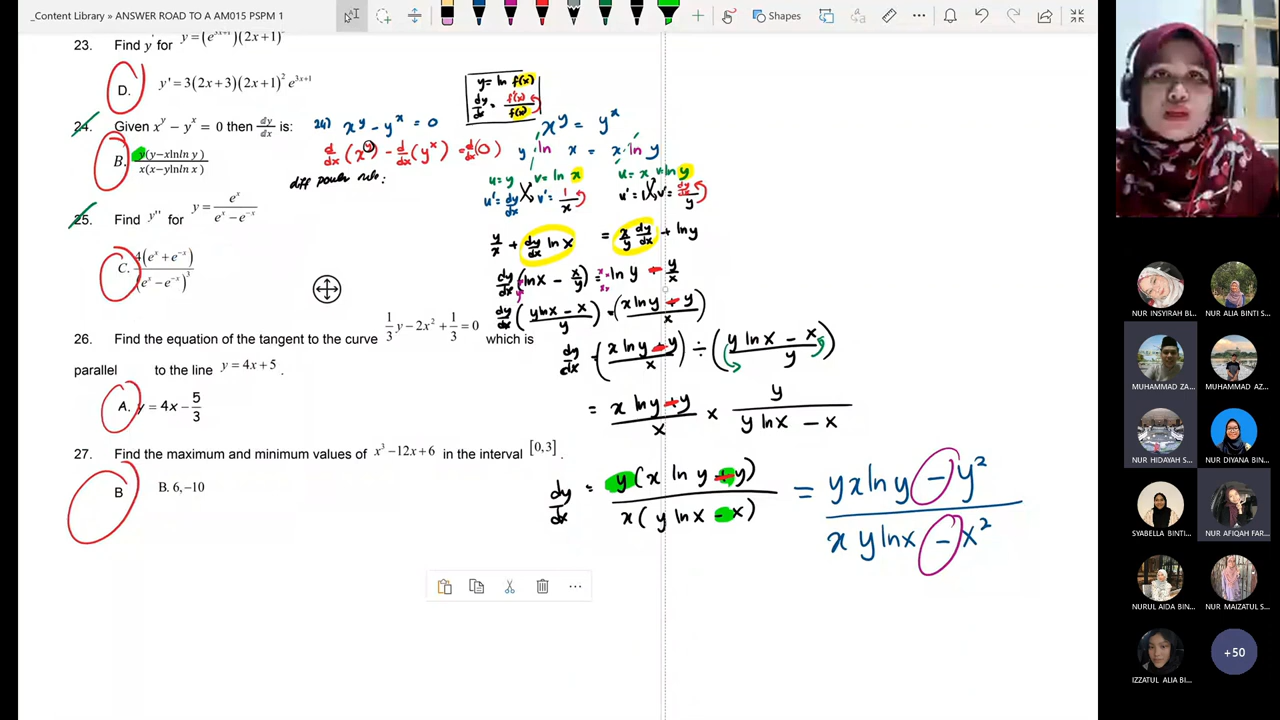 _Content Library » ANSWER ROAD TO A AM015 PSPM 1
Shapes
23. Find y' for y = (e^{3x+1})(2x+1)^3
D. y' = 3(2x+3)(2x+1)^2 e^{3x+1}
24. Given x^y − y^x = 0 then dy/dx is:
B. y(y−xlnln y) / x(x−ylnln x)
25. Find y'' for y = e^x / (e^x − e^{−x})
C. 4(e^x + e^{−x}) / (e^x − e^{−x})^3
26. Find the equation of the tangent to the curve 1/3 y − 2x^2 + 1/3 = 0 which is
parallel to the line y = 4x + 5 .
A. y = 4x − 5/3
27. Find the maximum and minimum values of x^3 −12x + 6 in the interval [0,3] .
B B. 6, −10
y = ln f(x)
dy/dx = f'(x) / f(x)
24) x^y − y^x = 0
d/dx (x^y) − d/dx (y^x) = d/dx (0)
diff power rule:
x^y = y^x
y ln x = x ln y
u = y v = ln x
u' = dy/dx v' = 1/x
u = x v = ln y
u' = 1 v' = dy/dx / y
y/x + dy/dx ln x = x/y dy/dx + ln y
dy/dx (ln x − x/y) = ln y − y/x
dy/dx ((y ln x − x) / y) = ((x ln y − y) / x)
dy/dx = ((x ln y − y) / x) ÷ ((y ln x − x) / y)
= (x ln y − y) / x × y / (y ln x − x)
dy/dx = y(x ln y − y) / x(y ln x − x) = (yx ln y − y^2) / (x y ln x − x^2)
NUR INSYIRAH BI...
NUR ALIA BINTI S...
MUHAMMAD ZA...
MUHAMMAD AZ...
NUR HIDAYAH S...
NUR DIYANA BIN...
SYABELLA BINTI...
NUR AFIQAH FAR...
NURUL AIDA BIN...
NUR MAIZATUL S...
IZZATUL ALIA BI...
+50